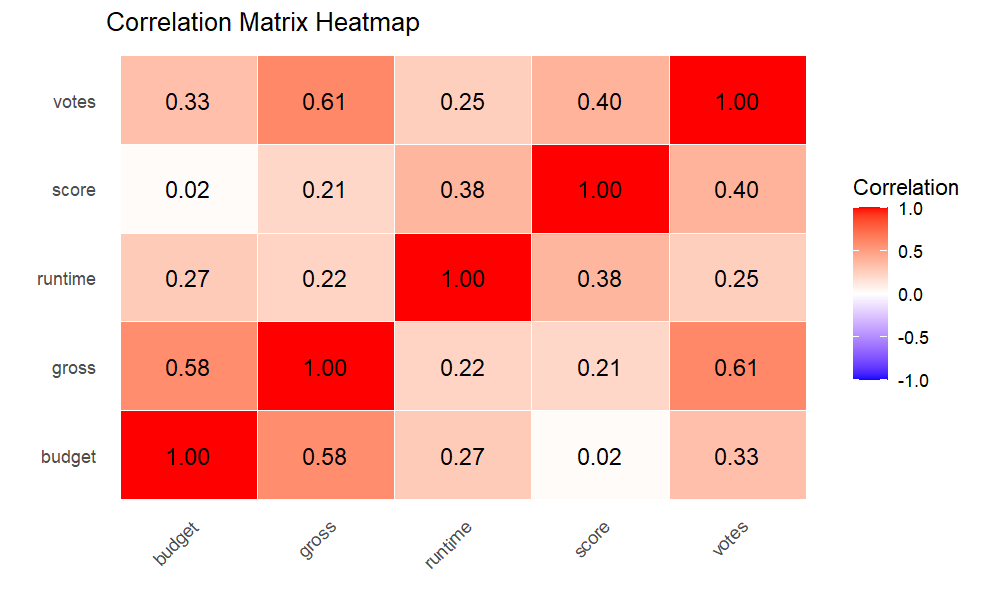 Correlation Matrix Heatmap
votes 0.33 0.61 0.25 0.40 1.00
score 0.02 0.21 0.38 1.00 0.40
runtime 0.27 0.22 1.00 0.38 0.25
gross 0.58 1.00 0.22 0.21 0.61
budget 1.00 0.58 0.27 0.02 0.33
budget gross runtime score votes
Correlation
1.0
0.5
0.0
-0.5
-1.0